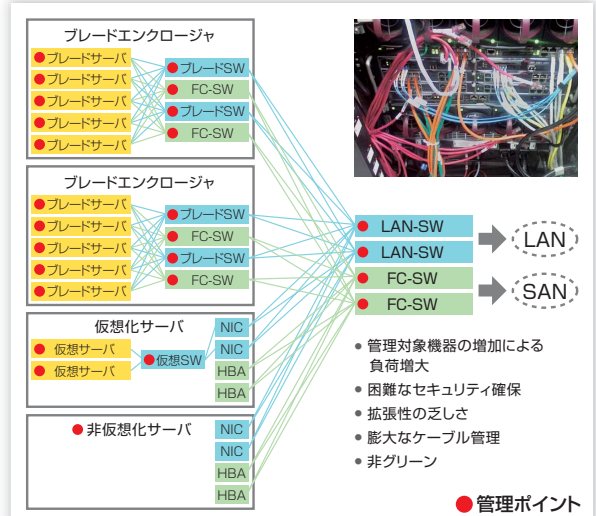 ブレードエンクロージャ
ブレードサーバ
ブレードサーバ
ブレードサーバ
ブレードサーバ
ブレードサーバ
ブレードSW
FC-SW
ブレードSW
FC-SW
ブレードエンクロージャ
ブレードサーバ
ブレードサーバ
ブレードサーバ
ブレードサーバ
ブレードサーバ
ブレードSW
FC-SW
ブレードSW
FC-SW
仮想化サーバ
仮想サーバ
仮想サーバ
仮想SW
NIC
NIC
HBA
HBA
非仮想化サーバ
NIC
NIC
HBA
HBA
LAN-SW
LAN-SW
FC-SW
FC-SW
LAN
SAN
• 管理対象機器の増加による
負荷増大
• 困難なセキュリティ確保
• 拡張性の乏しさ
• 膨大なケーブル管理
• 非グリーン
●管理ポイント